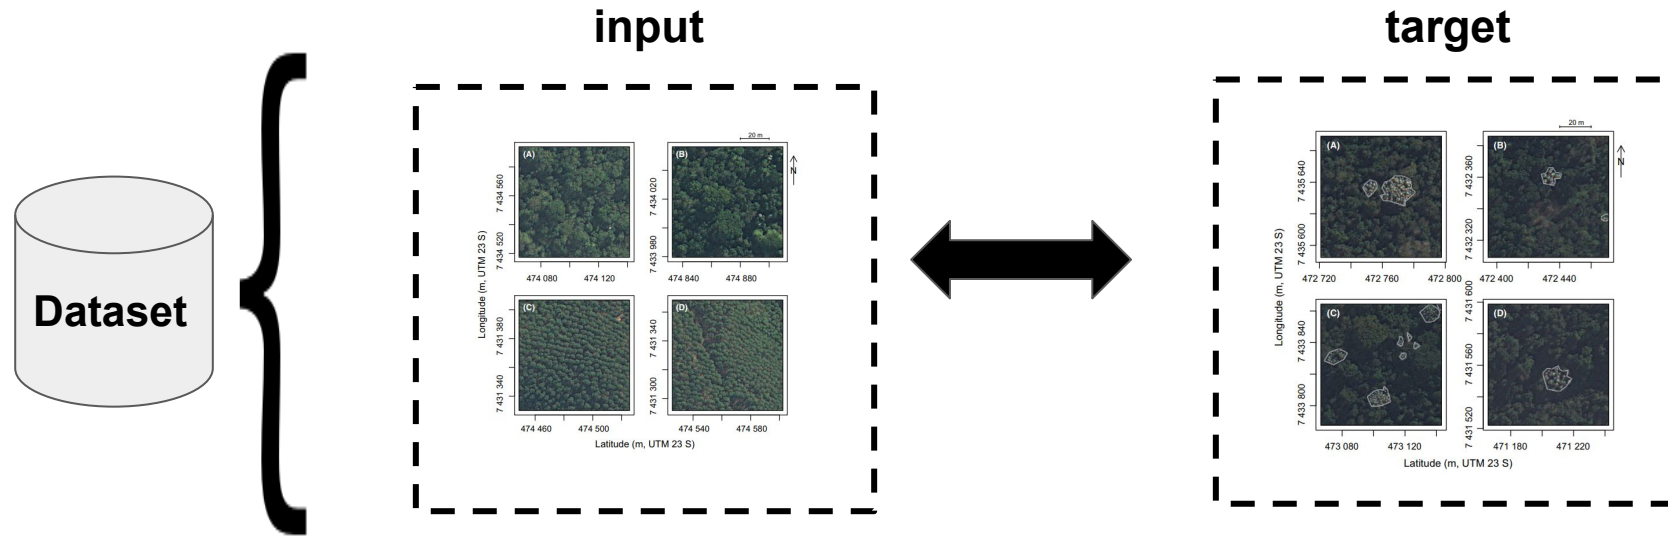 input
target
Dataset
20 m
(A)
(B)
N
7 434 560
7 434 520
7 434 020
7 433 980
474 080
474 120
474 840
474 880
Longitude (m, UTM 23 S)
(C)
(D)
7 431 380
7 431 340
7 431 340
7 431 300
474 460
474 500
474 540
474 580
Latitude (m, UTM 23 S)
20 m
(A)
(B)
N
7 435 640
7 435 600
7 432 360
7 432 320
472 720
472 760
472 800
472 400
472 440
Longitude (m, UTM 23 S)
(C)
(D)
7 433 840
7 433 800
7 431 600
7 431 560
7 431 520
473 080
473 120
471 180
471 220
Latitude (m, UTM 23 S)